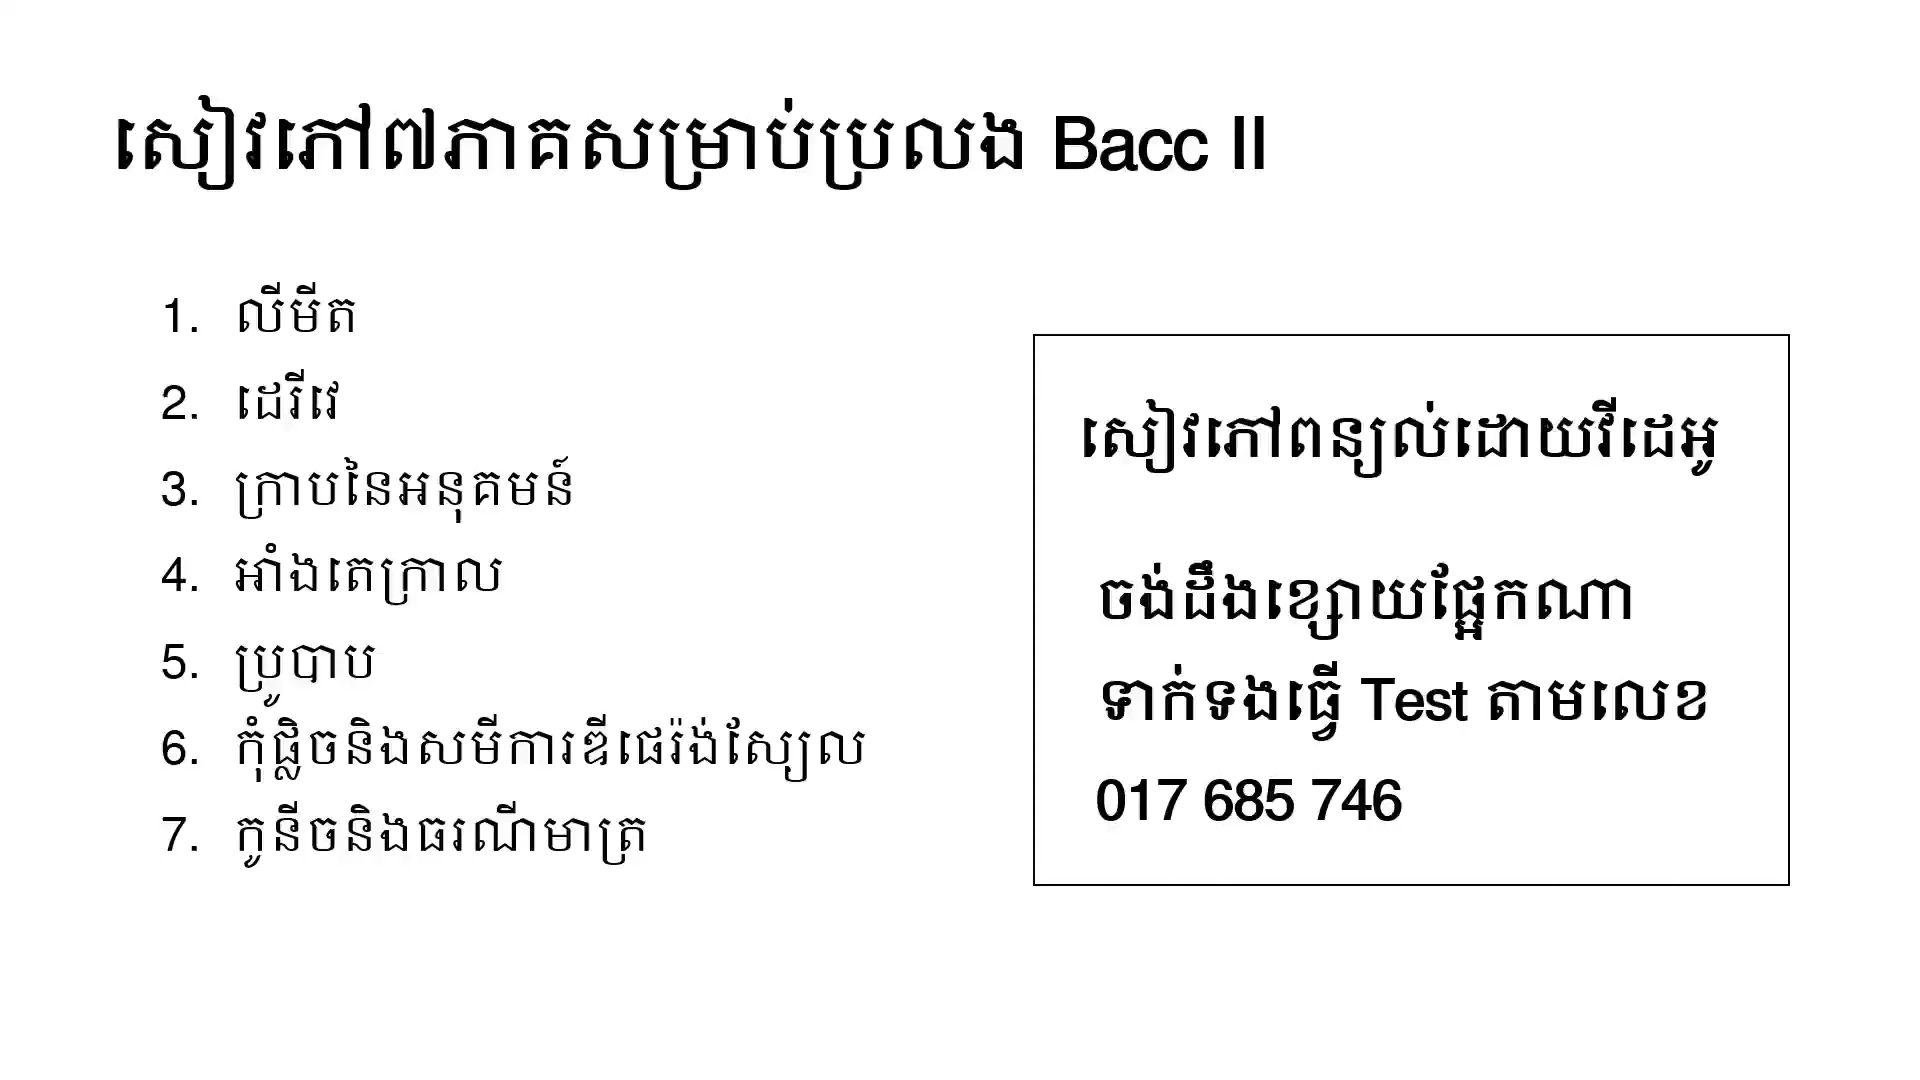 សៀវភៅ៧ភាគសម្រាប់ប្រលង Bacc II
1. លីមីត
2. ដេរីវេ
3. ក្រាបនៃអនុគមន៍
4. អាំងតេក្រាល
5. ប្រូបាប
6. កុំផ្លិចនិងសមីការឌីផេរ៉ង់ស្យែល
7. កូនីចនិងធរណីមាត្រ
សៀវភៅពន្យល់ដោយវីដេអូ
ចង់ដឹងខ្សោយផ្អែកណា
ទាក់ទងធ្វើ Test តាមលេខ
017 685 746